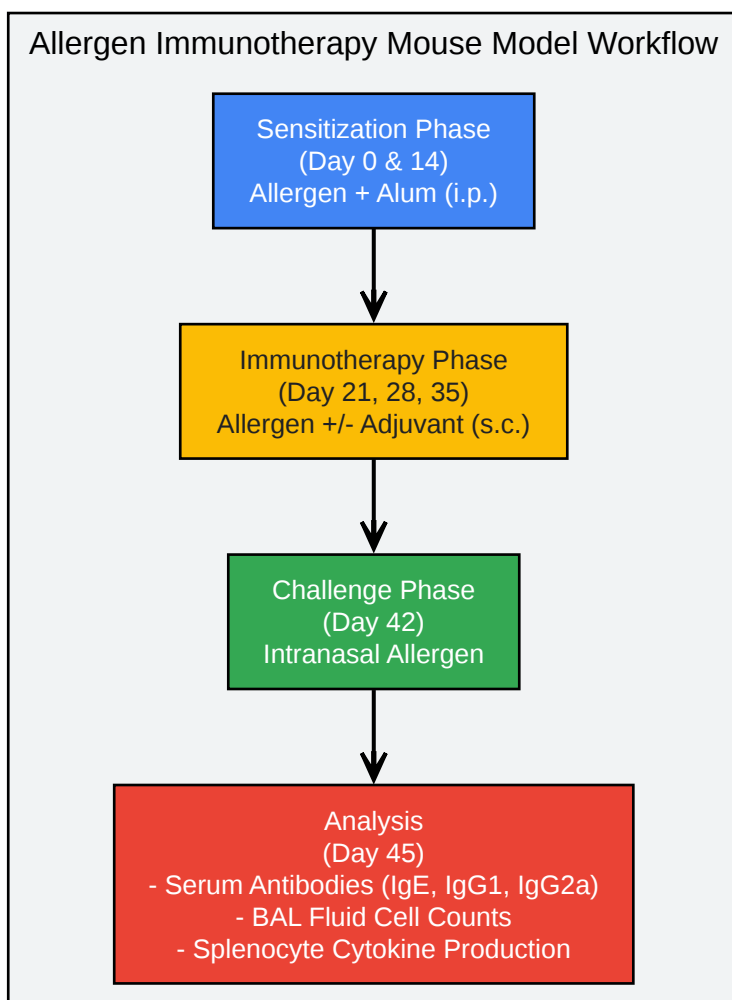 Allergen Immunotherapy Mouse Model Workflow
Sensitization Phase
(Day 0 & 14)
Allergen + Alum (i.p.)
Immunotherapy Phase
(Day 21, 28, 35)
Allergen +/- Adjuvant (s.c.)
Challenge Phase
(Day 42)
Intranasal Allergen
Analysis
(Day 45)
- Serum Antibodies (IgE, IgG1, IgG2a)
- BAL Fluid Cell Counts
- Splenocyte Cytokine Production